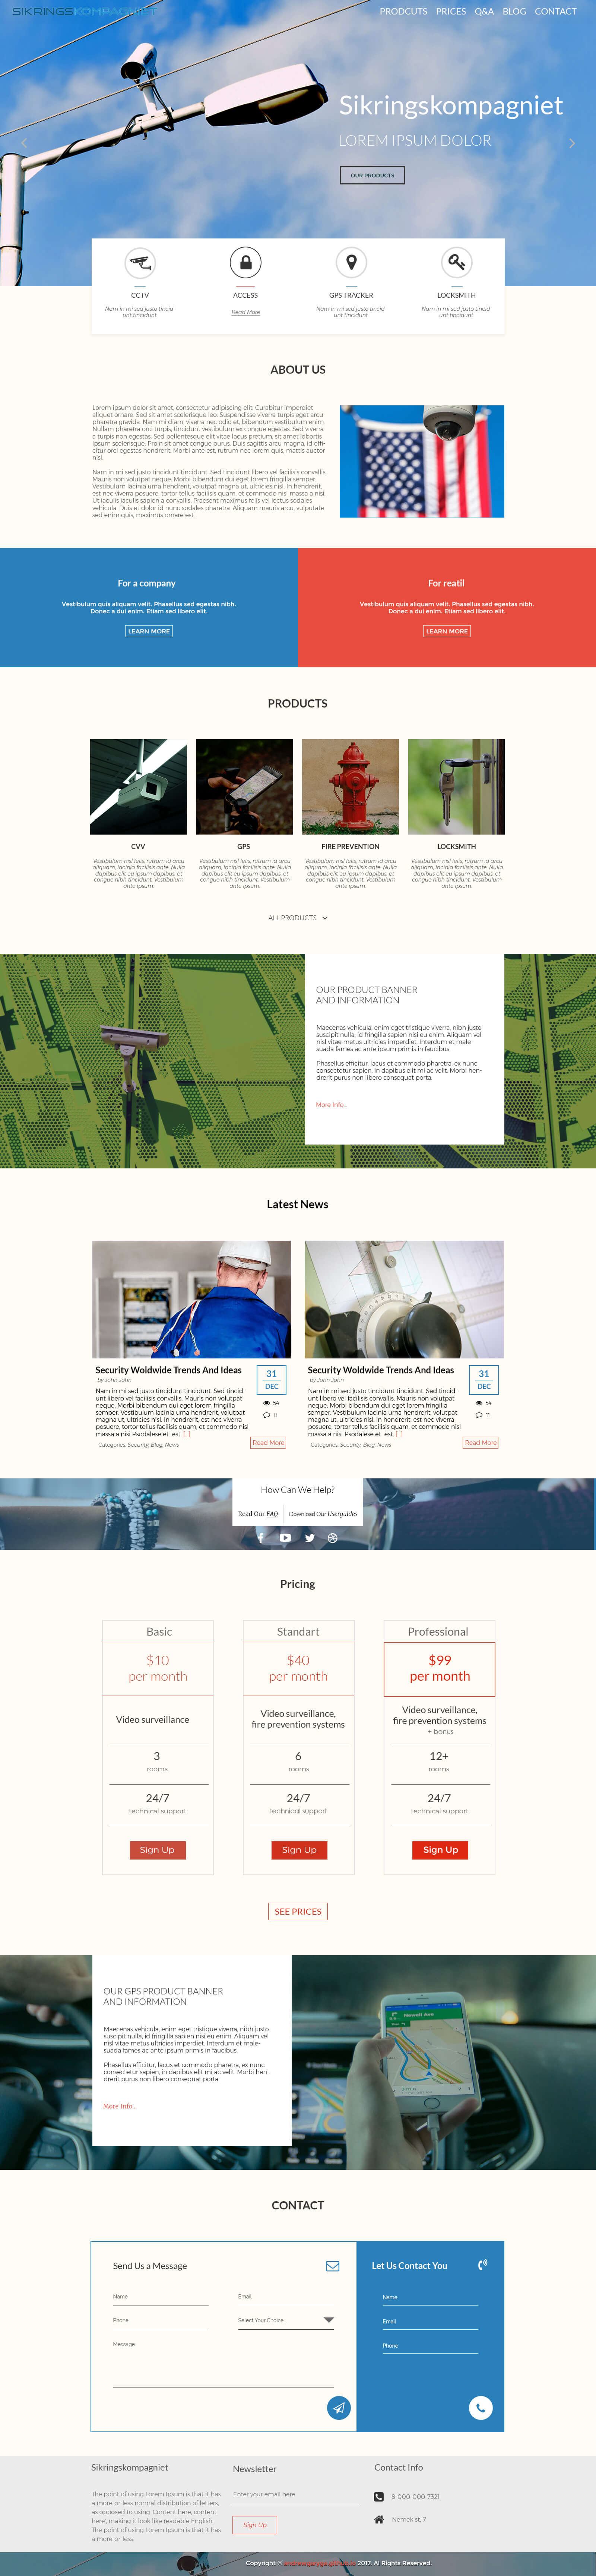 SIKRINGSKOMPAGNIET
PRODCUTS PRICES Q&A BLOG CONTACT
Sikringskompagniet
LOREM IPSUM DOLOR
OUR PRODUCTS
CCTV
Nam in mi sed justo tincid-
unt tincidunt.
ACCESS
Read More
GPS TRACKER
Nam in mi sed justo tincid-
unt tincidunt.
LOCKSMITH
Nam in mi sed justo tincid-
unt tincidunt.
ABOUT US
Lorem ipsum dolor sit amet, consectetur adipiscing elit. Curabitur imperdiet
aliquet ornare. Sed sit amet scelerisque leo. Suspendisse viverra turpis eget arcu
pharetra gravida. Nam mi diam, viverra nec odio et, bibendum vestibulum enim.
Nullam pharetra orci turpis, tincidunt vestibulum ex congue egestas. Sed viverra
a turpis non egestas. Sed pellentesque elit vitae lacus pretium, sit amet lobortis
ipsum scelerisque. Proin sit amet congue purus. Duis sagittis arcu magna, id effi-
citur orci egestas hendrerit. Morbi ante est, rutrum nec lorem quis, mattis auctor
nisl.
Nam in mi sed justo tincidunt tincidunt. Sed tincidunt libero vel facilisis convallis.
Mauris non volutpat neque. Morbi bibendum dui eget lorem fringilla semper.
Vestibulum lacinia urna hendrerit, volutpat magna ut, ultricies nisl. In hendrerit,
est nec viverra posuere, tortor tellus facilisis quam, et commodo nisl massa a nisl.
Ut iaculis iaculis sapien a convallis. Praesent maximus felis vel lectus sodales
vehicula. Duis et dolor id nunc sodales pharetra. Aliquam mauris arcu, vulputate
sed enim quis, maximus ornare est.
For a company
Vestibulum quis aliquam velit. Phasellus sed egestas nibh.
Donec a dui enim. Etiam sed libero elit.
LEARN MORE
For reatil
Vestibulum quis aliquam velit. Phasellus sed egestas nibh.
Donec a dui enim. Etiam sed libero elit.
LEARN MORE
PRODUCTS
CVV
Vestibulum nisl felis, rutrum id arcu
aliquam, lacinia facilisis ante. Nulla
dapibus elit eu ipsum dapibus, et
congue nibh tincidunt. Vestibulum
ante ipsum.
GPS
Vestibulum nisl felis, rutrum id arcu
aliquam, lacinia facilisis ante. Nulla
dapibus elit eu ipsum dapibus, et
congue nibh tincidunt. Vestibulum
ante ipsum.
FIRE PREVENTION
Vestibulum nisl felis, rutrum id arcu
aliquam, lacinia facilisis ante. Nulla
dapibus elit eu ipsum dapibus, et
congue nibh tincidunt. Vestibulum
ante ipsum.
LOCKSMITH
Vestibulum nisl felis, rutrum id arcu
aliquam, lacinia facilisis ante. Nulla
dapibus elit eu ipsum dapibus, et
congue nibh tincidunt. Vestibulum
ante ipsum.
ALL PRODUCTS
OUR PRODUCT BANNER
AND INFORMATION
Maecenas vehicula, enim eget tristique viverra, nibh justo
suscipit nulla, id fringilla sapien nisi eu enim. Aliquam vel
nisl vitae metus ultricies imperdiet. Interdum et male-
suada fames ac ante ipsum primis in faucibus.
Phasellus efficitur, lacus et commodo pharetra, ex nunc
consectetur sapien, in dapibus elit mi ac velit. Morbi hen-
drerit purus non libero consequat porta.
More info...
Latest News
Security Woldwide Trends And Ideas
by John John
Nam in mi sed justo tincidunt tincidunt. Sed tincid-
unt libero vel facilisis convallis. Mauris non volutpat
neque. Morbi bibendum dui eget lorem fringilla
semper. Vestibulum lacinia urna hendrerit, volutpat
magna ut, ultricies nisl. In hendrerit, est nec viverra
posuere, tortor tellus facilisis quam, et commodo nisl
massa a nisi Psodalese et est. [...]
Categories: Security, Blog, News
31
DEC
54
11
Read More
Security Woldwide Trends And Ideas
by John John
Nam in mi sed justo tincidunt tincidunt. Sed tincid-
unt libero vel facilisis convallis. Mauris non volutpat
neque. Morbi bibendum dui eget lorem fringilla
semper. Vestibulum lacinia urna hendrerit, volutpat
magna ut, ultricies nisl. In hendrerit, est nec viverra
posuere, tortor tellus facilisis quam, et commodo nisl
massa a nisi Psodalese et est. [...]
Categories: Security, Blog, News
31
DEC
54
11
Read More
How Can We Help?
Read Our FAQ
Download Our Userguides
Pricing
Basic
$10
per month
Video surveillance
3
rooms
24/7
technical support
Sign Up
Standart
$40
per month
Video surveillance,
fire prevention systems
6
rooms
24/7
technical support
Sign Up
Professional
$99
per month
Video surveillance,
fire prevention systems
+ bonus
12+
rooms
24/7
technical support
Sign Up
SEE PRICES
OUR GPS PRODUCT BANNER
AND INFORMATION
Maecenas vehicula, enim eget tristique viverra, nibh justo
suscipit nulla, id fringilla sapien nisl eu enim. Aliquam vel
nisl vitae metus ultricies imperdiet. Interdum et male-
suada fames ac ante ipsum primis in faucibus.
Phasellus efficitur, lacus et commodo pharetra, ex nunc
consectetur sapien, in dapibus elit mi ac velit. Morbi hen-
drerit purus non libero consequat porta.
More Info...
CONTACT
Send Us a Message
Name
Email
Phone
Select Your Choice...
Message
Let Us Contact You
Name
Email
Phone
Sikringskompagniet
The point of using Lorem Ipsum is that it has
a more-or-less normal distribution of letters,
as opposed to using 'Content here, content
here', making it look like readable English.
The point of using Lorem Ipsum is that it has
a more-or-less.
Newsletter
Enter your email here
Sign Up
Contact Info
8-000-000-7321
Nemek st, 7
Copyright © 2017. Al Rights Reserved.